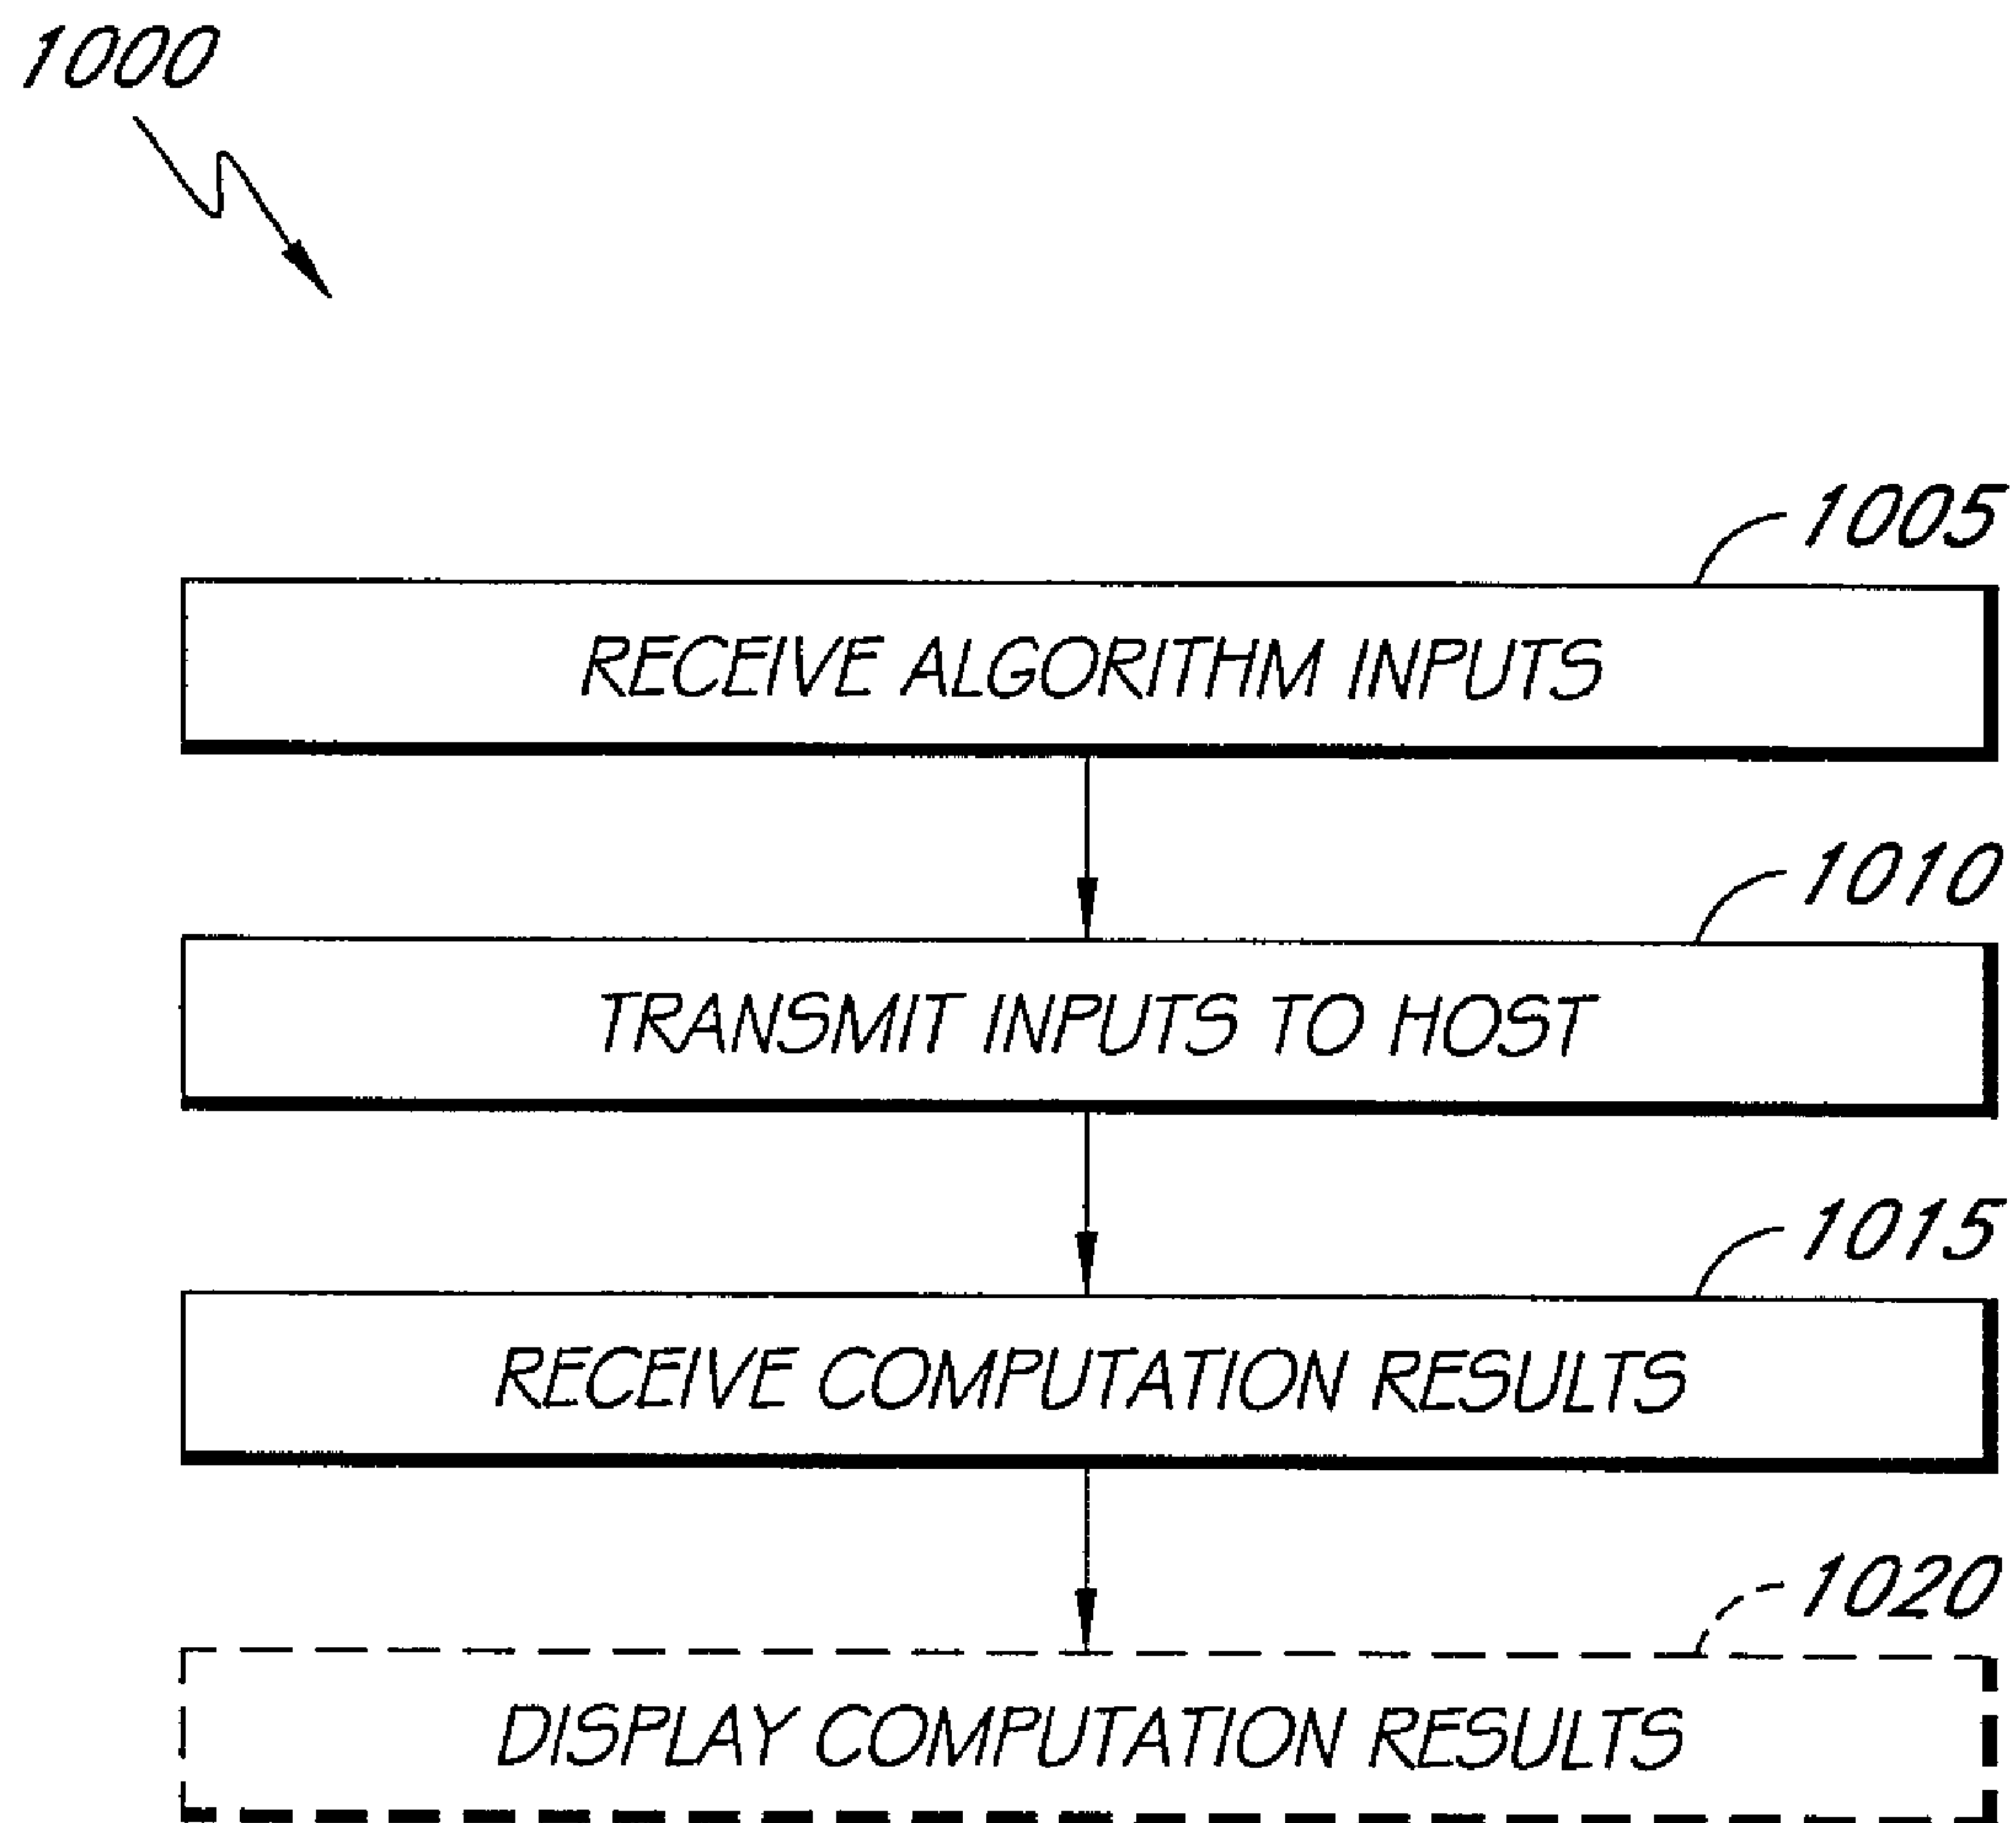 1000
1005
RECEIVE ALGORITHM INPUTS
1010
TRANSMIT INPUTS TO HOST
1015
RECEIVE COMPUTATION RESULTS
1020
DISPLAY COMPUTATION RESULTS